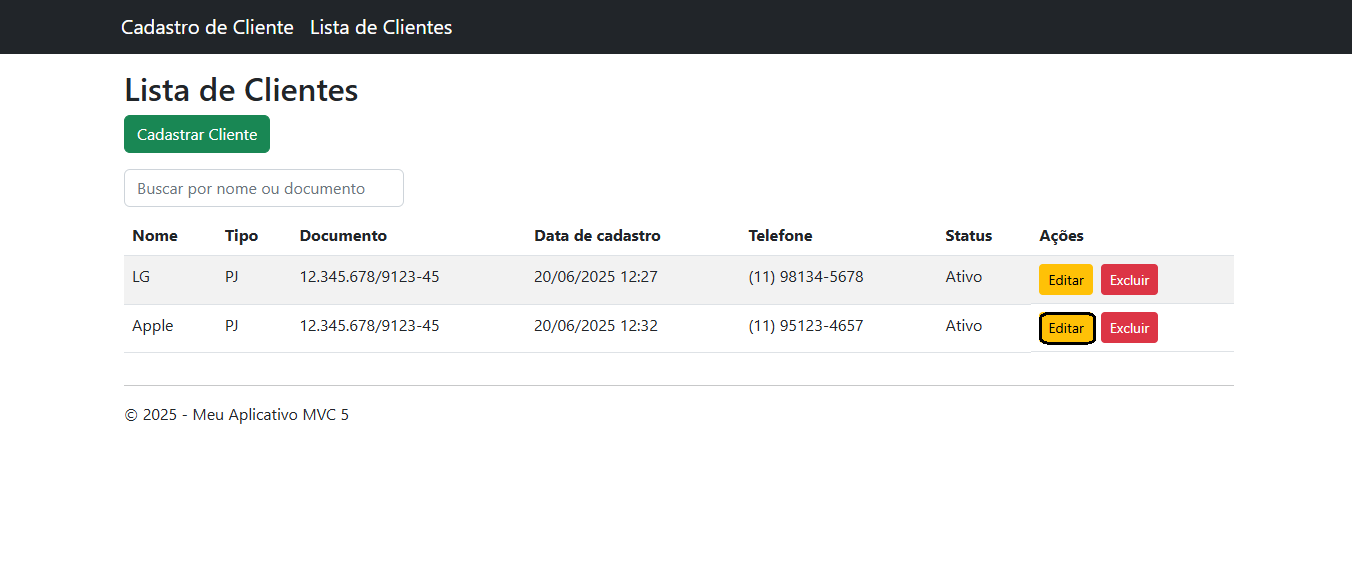 Cadastro de Cliente Lista de Clientes
Lista de Clientes
Cadastrar Cliente
Buscar por nome ou documento
Nome Tipo Documento Data de cadastro Telefone Status Ações
LG PJ 12.345.678/9123-45 20/06/2025 12:27 (11) 98134-5678 Ativo Editar Excluir
Apple PJ 12.345.678/9123-45 20/06/2025 12:32 (11) 95123-4657 Ativo Editar Excluir
© 2025 - Meu Aplicativo MVC 5